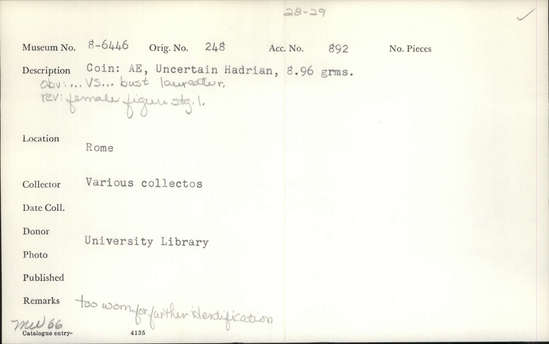 28-29 ✓
Museum No. 8-6446 Orig. No. 248 Acc. No. 892 No. Pieces
Description Coin: AE, Uncertain Hadrian, 8.96 grms.
obv: ...VS... bust laur. r.
rev: female figure stg. l.
Location Rome
Collector Various collectos
Date Coll.
Donor University Library
Photo
Published
Remarks too worn for further identification
MW 66
Catalogue entry- 4135